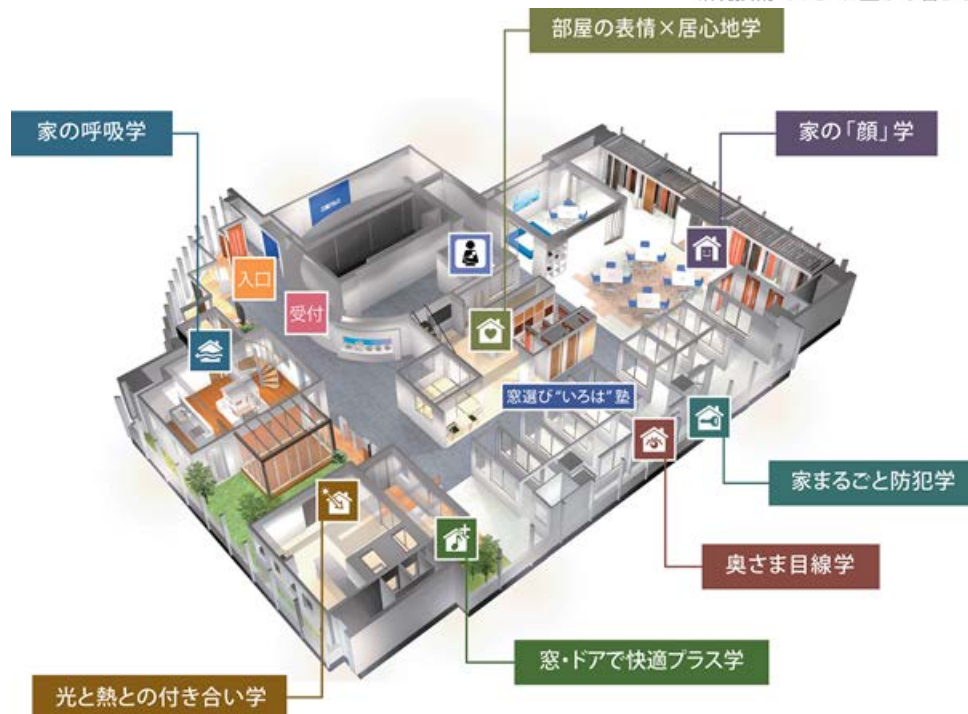 部屋の表情×居心地学
家の呼吸学
家の「顔」学
入口
受付
窓選び“いろは”塾
家まるごと防犯学
奥さま目線学
窓・ドアで快適プラス学
光と熱との付き合い学